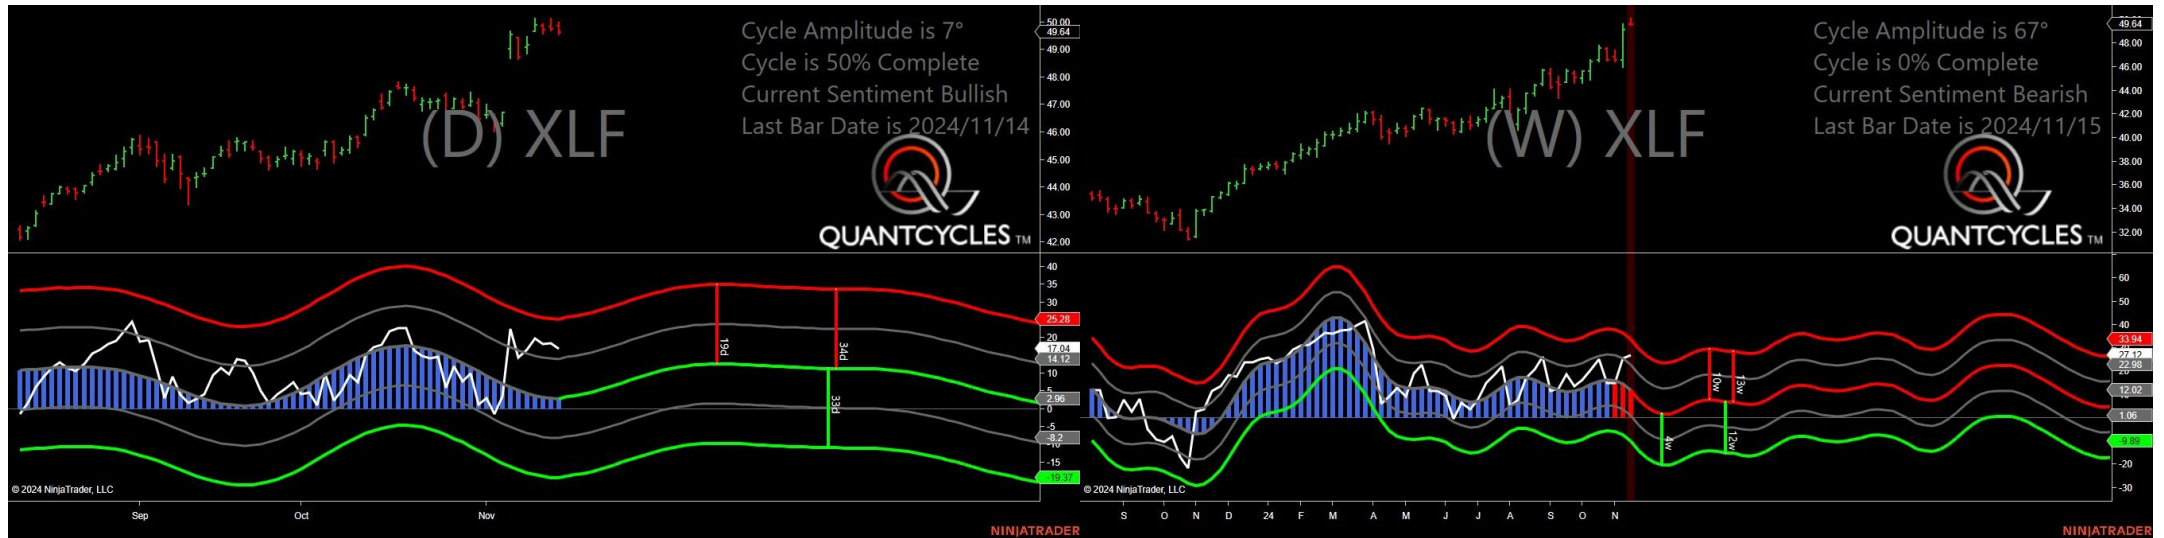 Cycle Amplitude is 7°
Cycle is 50% Complete
Current Sentiment Bullish
Last Bar Date is 2024/11/14
(D) XLF
QUANTCYCLES TM
50.00
49.64
49.00
48.00
47.00
46.00
45.00
44.00
43.00
42.00
40
35
30
25.28
20
17.04
14.12
10
5
2.96
0
-5
-8.2
-15
-19.37
19d
34d
33d
© 2024 NinjaTrader, LLC
Sep
Oct
Nov
NINJATRADER
Cycle Amplitude is 67°
Cycle is 0% Complete
Current Sentiment Bearish
Last Bar Date is 2024/11/15
(W) XLF
QUANTCYCLES TM
49.64
48.00
46.00
44.00
42.00
40.00
38.00
36.00
34.00
32.00
60
50
40
33.94
27.12
22.98
12.02
1.06
-9.89
-20
-30
10w
13w
4w
12w
© 2024 NinjaTrader, LLC
S O N D 24 F M A M J J A S O N
NINJATRADER